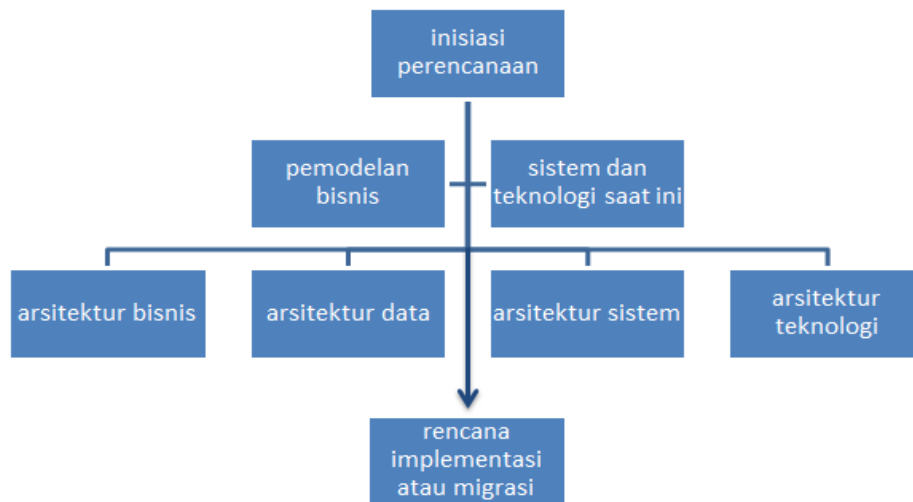 inisiasi
perencanaan
pemodelan
bisnis
sistem dan
teknologi saat ini
arsitektur bisnis
arsitektur data
arsitektur sistem
arsitektur
teknologi
rencana
implementasi
atau migrasi